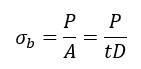 σ_b = P/A = P/tD